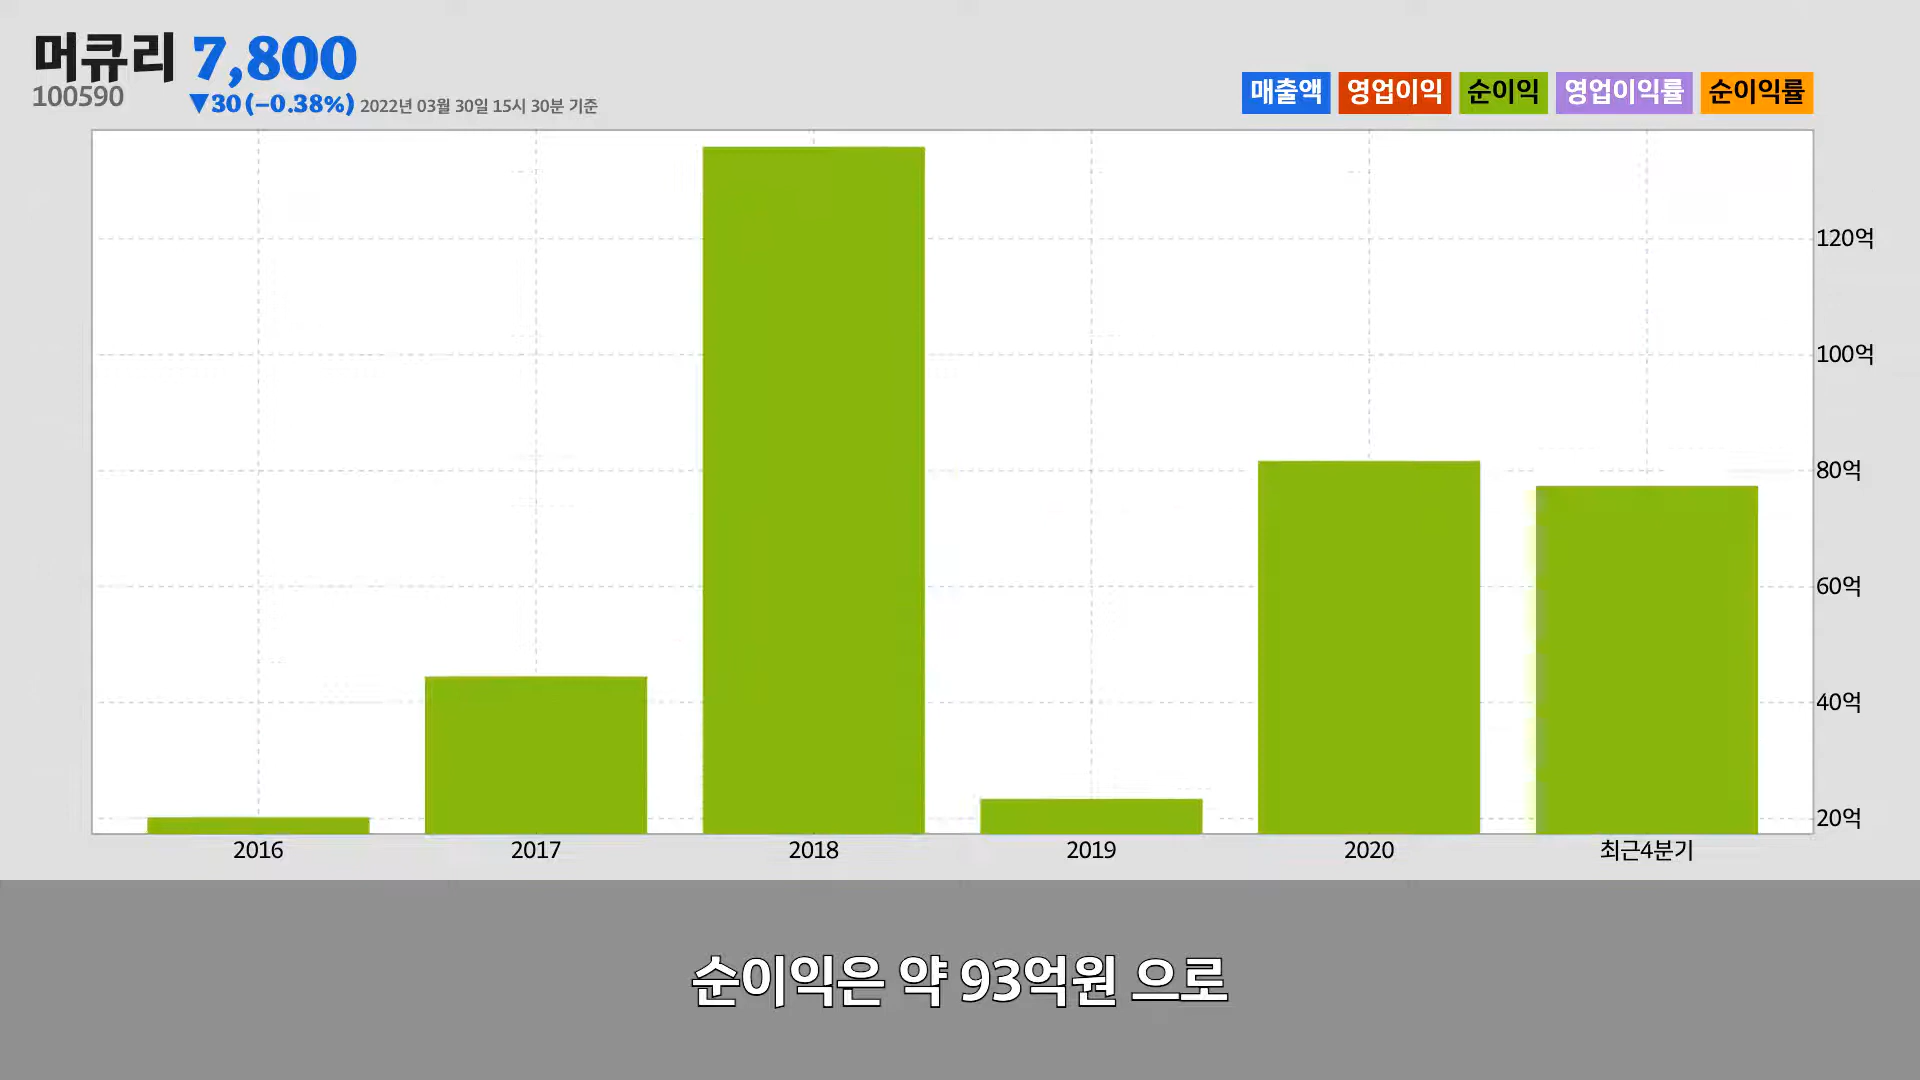 머큐리 7,800
100590
▼30 (−0.38%) 2022년 03월 30일 15시 30분 기준
매출액 영업이익 순이익 영업이익률 순이익률
120억
100억
80억
60억
40억
20억
2016 2017 2018 2019 2020 최근4분기
순이익은 약 93억원 으로